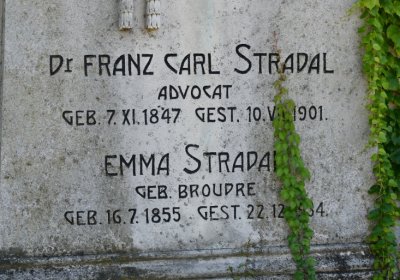 Dr FRANZ CARL STRADAL
ADVOCAT
GEB. 7. XI. 1847 GEST. 10. 1901.
EMMA STRADAL
GEB. BROUDRE
GEB. 16.7.1855 GEST. 22.12.